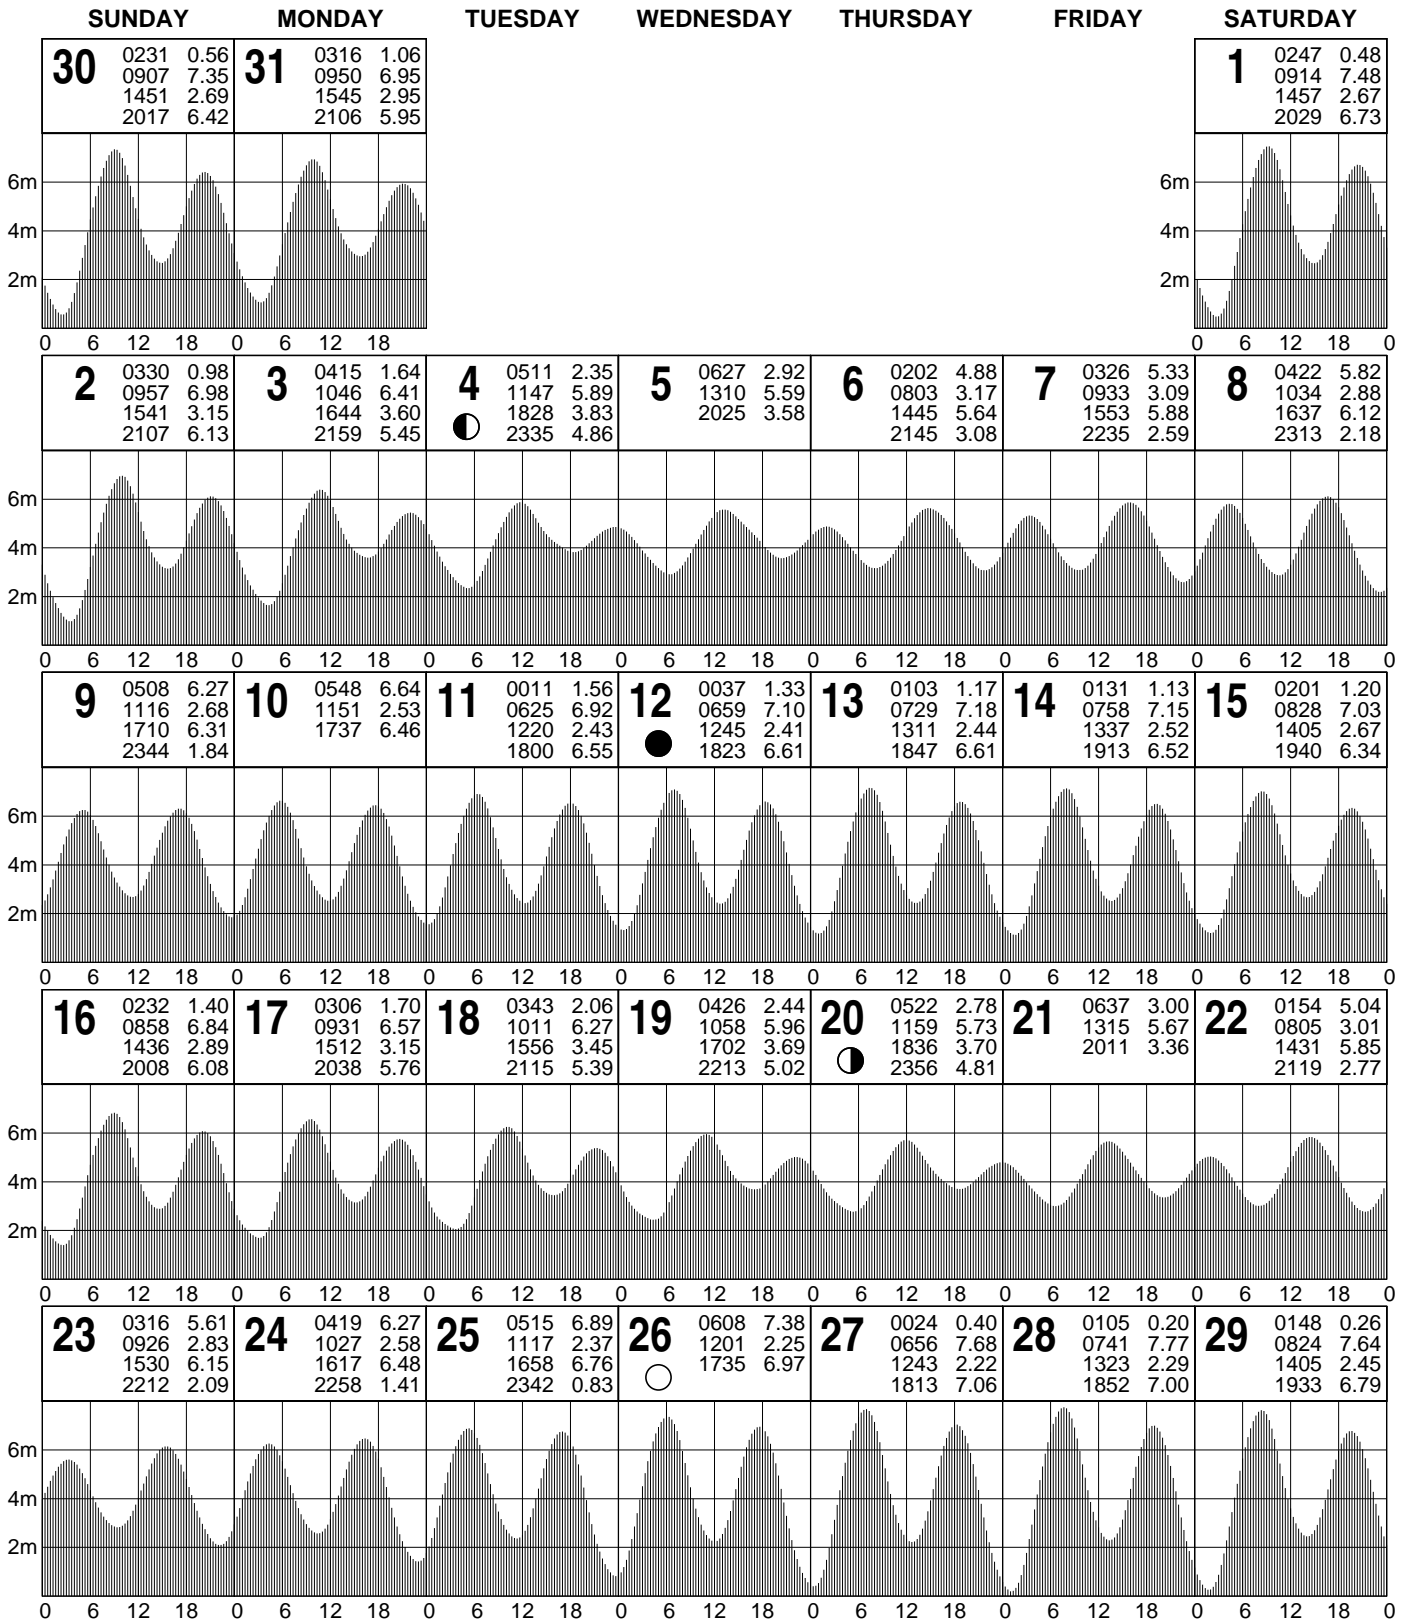 SUNDAY MONDAY TUESDAY WEDNESDAY THURSDAY FRIDAY SATURDAY
30 0231 0.56
0907 7.35
1451 2.69
2017 6.42
31 0316 1.06
0950 6.95
1545 2.95
2106 5.95
1 0247 0.48
0914 7.48
1457 2.67
2029 6.73
6m 6m
4m 4m
2m 2m
0 6 12 18 0 6 12 18 0 6 12 18 0
2 0330 0.98
0957 6.98
1541 3.15
2107 6.13
3 0415 1.64
1046 6.41
1644 3.60
2159 5.45
4 0511 2.35
1147 5.89
1828 3.83
2335 4.86
5 0627 2.92
1310 5.59
2025 3.58
6 0202 4.88
0803 3.17
1445 5.64
2145 3.08
7 0326 5.33
0933 3.09
1553 5.88
2235 2.59
8 0422 5.82
1034 2.88
1637 6.12
2313 2.18
6m
4m
2m
0 6 12 18 0 6 12 18 0 6 12 18 0 6 12 18 0 6 12 18 0 6 12 18 0 6 12 18 0
9 0508 6.27
1116 2.68
1710 6.31
2344 1.84
10 0548 6.64
1151 2.53
1737 6.46
11 0011 1.56
0625 6.92
1220 2.43
1800 6.55
12 0037 1.33
0659 7.10
1245 2.41
1823 6.61
13 0103 1.17
0729 7.18
1311 2.44
1847 6.61
14 0131 1.13
0758 7.15
1337 2.52
1913 6.52
15 0201 1.20
0828 7.03
1405 2.67
1940 6.34
6m
4m
2m
0 6 12 18 0 6 12 18 0 6 12 18 0 6 12 18 0 6 12 18 0 6 12 18 0 6 12 18 0
16 0232 1.40
0858 6.84
1436 2.89
2008 6.08
17 0306 1.70
0931 6.57
1512 3.15
2038 5.76
18 0343 2.06
1011 6.27
1556 3.45
2115 5.39
19 0426 2.44
1058 5.96
1702 3.69
2213 5.02
20 0522 2.78
1159 5.73
1836 3.70
2356 4.81
21 0637 3.00
1315 5.67
2011 3.36
22 0154 5.04
0805 3.01
1431 5.85
2119 2.77
6m
4m
2m
0 6 12 18 0 6 12 18 0 6 12 18 0 6 12 18 0 6 12 18 0 6 12 18 0 6 12 18 0
23 0316 5.61
0926 2.83
1530 6.15
2212 2.09
24 0419 6.27
1027 2.58
1617 6.48
2258 1.41
25 0515 6.89
1117 2.37
1658 6.76
2342 0.83
26 0608 7.38
1201 2.25
1735 6.97
27 0024 0.40
0656 7.68
1243 2.22
1813 7.06
28 0105 0.20
0741 7.77
1323 2.29
1852 7.00
29 0148 0.26
0824 7.64
1405 2.45
1933 6.79
6m
4m
2m
0 6 12 18 0 6 12 18 0 6 12 18 0 6 12 18 0 6 12 18 0 6 12 18 0 6 12 18 0